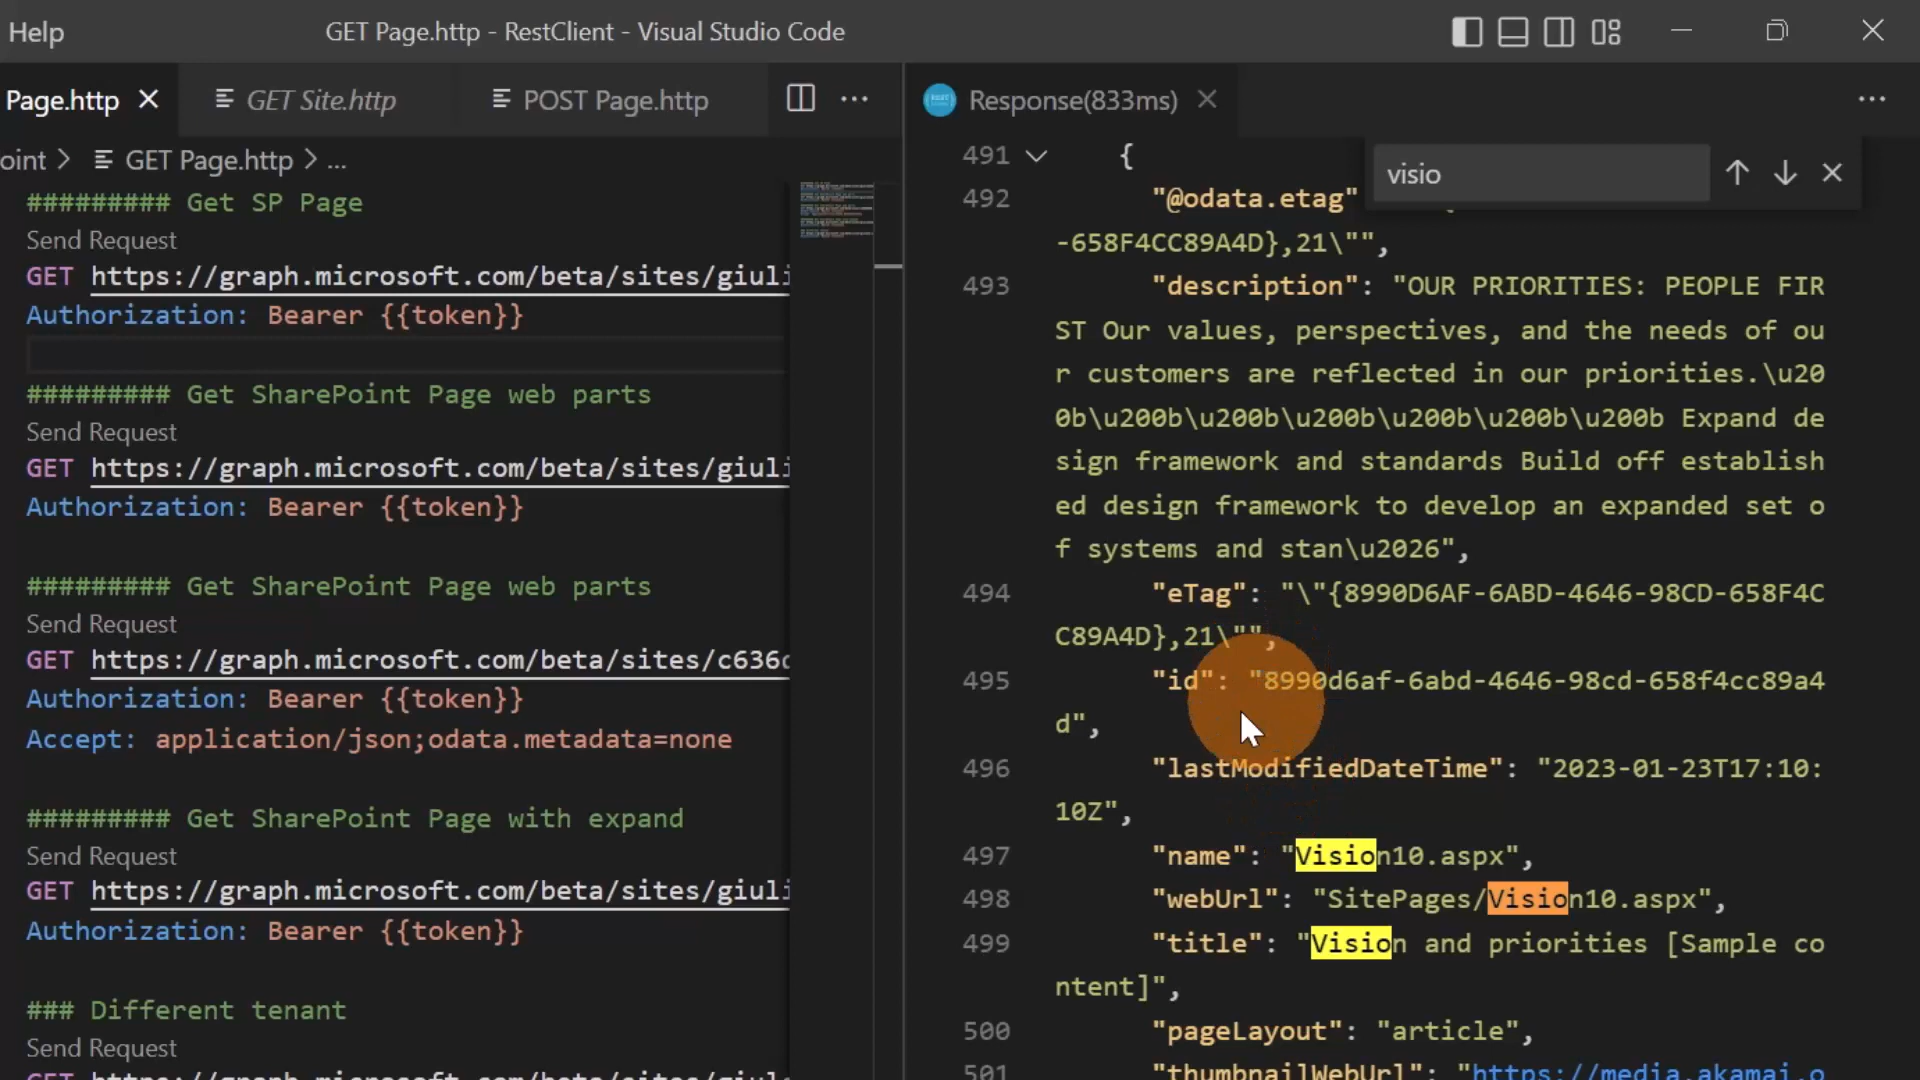 Help
GET Page.http - RestClient - Visual Studio Code
Page.http
GET Site.http
POST Page.http
oint > GET Page.http > ...
######### Get SP Page
Send Request
GET https://graph.microsoft.com/beta/sites/giuli
Authorization: Bearer {{token}}
######### Get SharePoint Page web parts
Send Request
GET https://graph.microsoft.com/beta/sites/giuli
Authorization: Bearer {{token}}
######### Get SharePoint Page web parts
Send Request
GET https://graph.microsoft.com/beta/sites/c636
Authorization: Bearer {{token}}
Accept: application/json;odata.metadata=none
######### Get SharePoint Page with expand
Send Request
GET https://graph.microsoft.com/beta/sites/giuli
Authorization: Bearer {{token}}
### Different tenant
Send Request
Response(833ms)
visio
491 {
492 "@odata.etag"
-658F4CC89A4D},21\"",
493 "description": "OUR PRIORITIES: PEOPLE FIR
ST Our values, perspectives, and the needs of ou
r customers are reflected in our priorities.\u20
0b\u200b\u200b\u200b\u200b\u200b\u200b Expand de
sign framework and standards Build off establish
ed design framework to develop an expanded set o
f systems and stan\u2026",
494 "eTag": "\"{8990D6AF-6ABD-4646-98CD-658F4C
C89A4D},21\"",
495 "id": "8990d6af-6abd-4646-98cd-658f4cc89a4
d",
496 "lastModifiedDateTime": "2023-01-23T17:10:
10Z",
497 "name": "Vision10.aspx",
498 "webUrl": "SitePages/Vision10.aspx",
499 "title": "Vision and priorities [Sample co
ntent]",
500 "pageLayout": "article",
501 "thumbnailWebUrl": "https://media.akamai.o